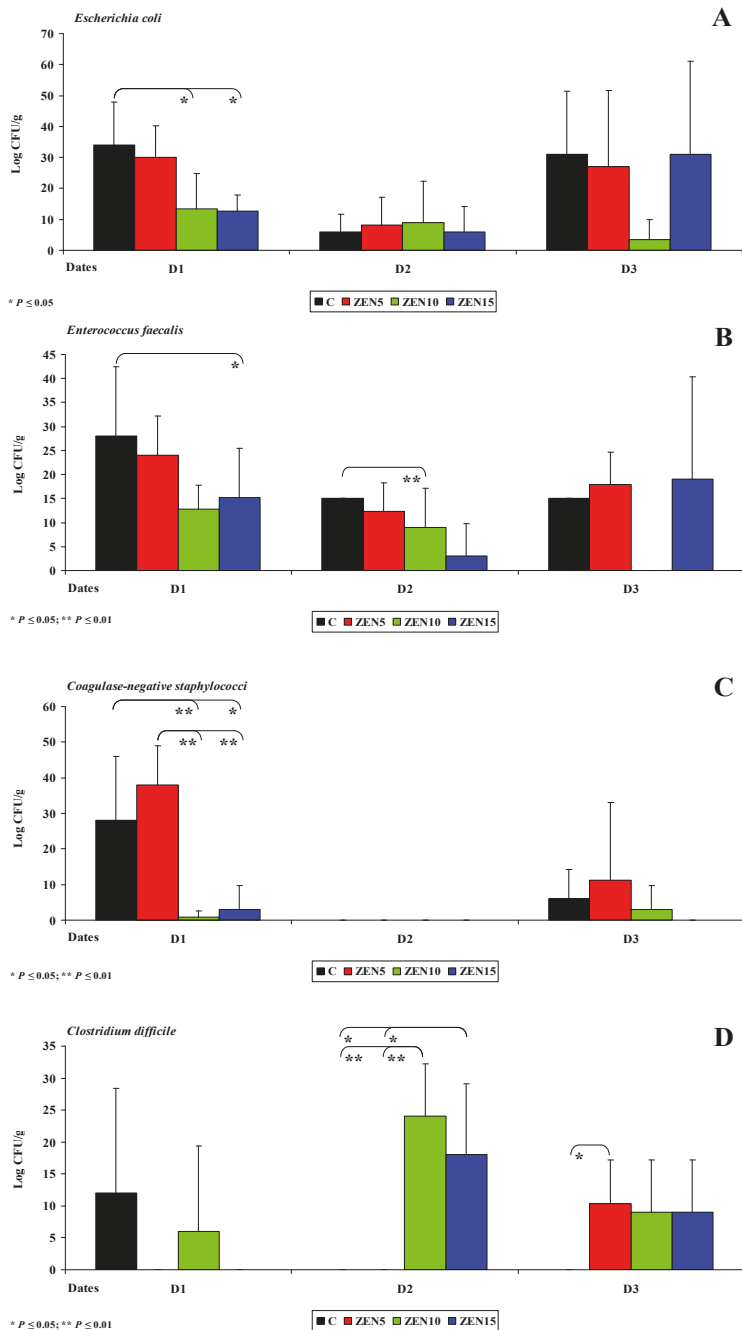 Escherichia coli
A
70
60
50
40
30
20
10
0
Log CFU/g
*
*
Dates
D1
D2
D3
* P ≤ 0.05
C ZEN5 ZEN10 ZEN15
Enterococcus faecalis
B
45
40
35
30
25
20
15
10
5
0
Log CFU/g
*
**
Dates
D1
D2
D3
* P ≤ 0.05; ** P ≤ 0.01
C ZEN5 ZEN10 ZEN15
Coagulase-negative staphylococci
C
60
50
40
30
20
10
0
Log CFU/g
** *
** **
Dates
D1
D2
D3
* P ≤ 0.05; ** P ≤ 0.01
C ZEN5 ZEN10 ZEN15
Clostridium difficile
D
35
30
25
20
15
10
5
0
Log CFU/g
* *
** **
*
Dates
D1
D2
D3
* P ≤ 0.05; ** P ≤ 0.01
C ZEN5 ZEN10 ZEN15